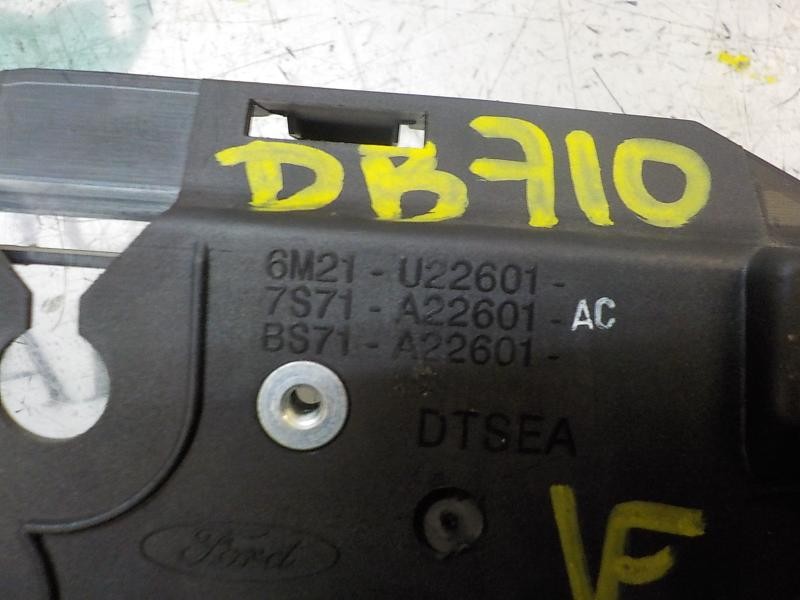 DB710
6M21 - U22601 -
7S71 - A22601 - AC
BS71 - A22601 -
DTSEA
Ford
VF